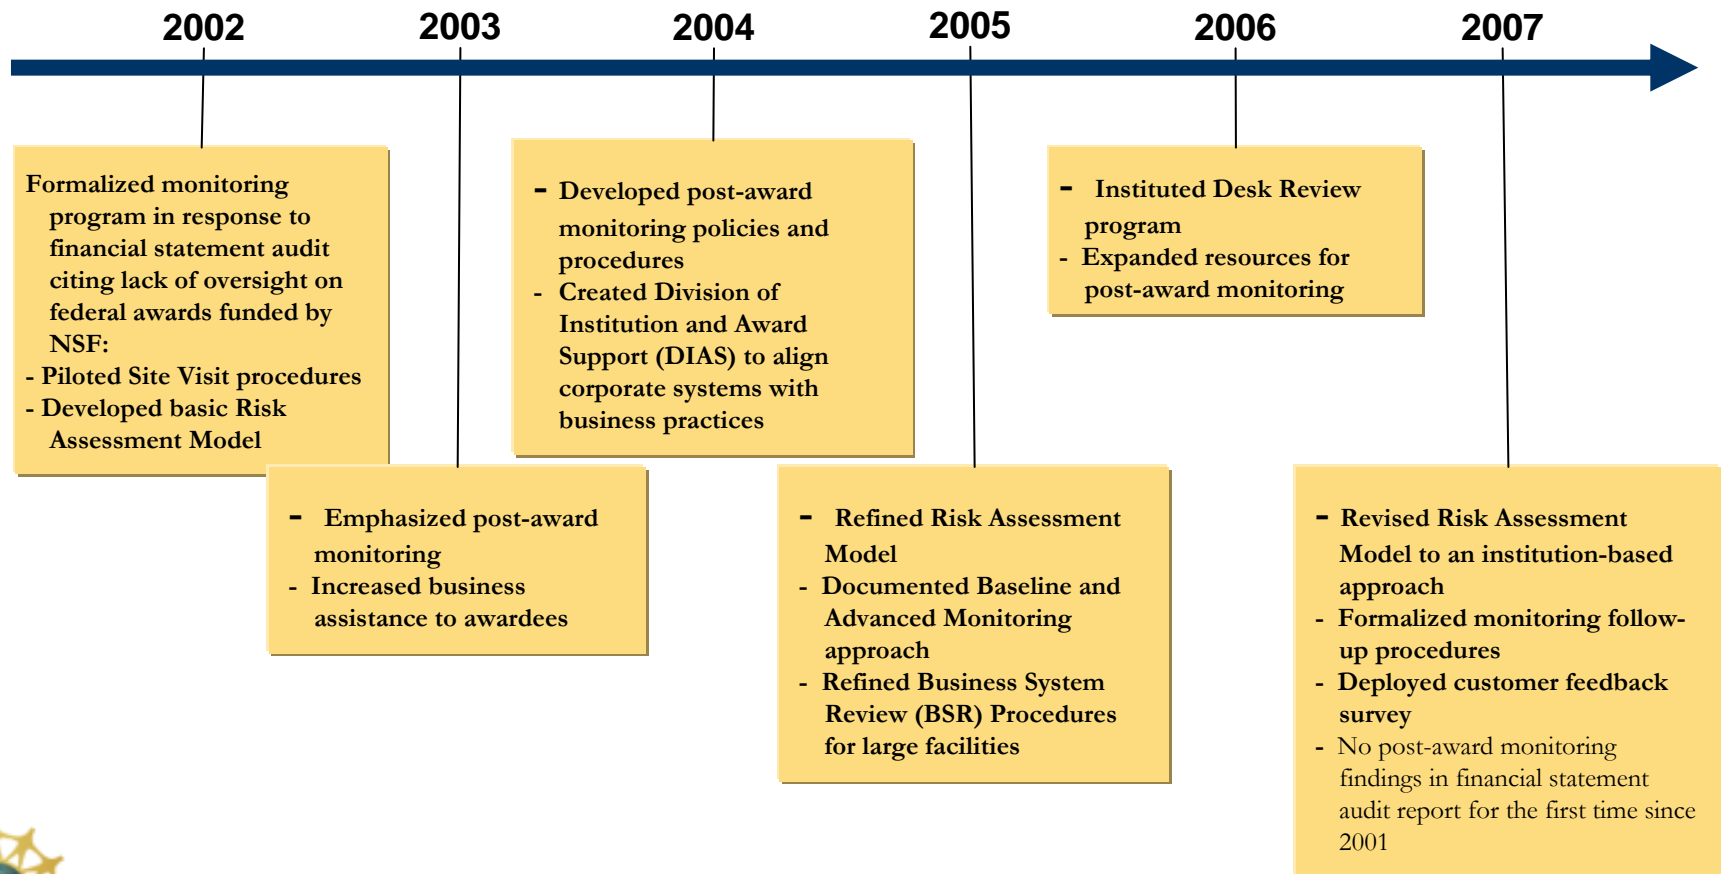 2002
2003
2004
2005
2006
2007
Formalized monitoring
program in response to
financial statement audit
citing lack of oversight on
federal awards funded by
NSF:
- Piloted Site Visit procedures
- Developed basic Risk
Assessment Model
- Emphasized post-award
monitoring
- Increased business
assistance to awardees
- Developed post-award
monitoring policies and
procedures
- Created Division of
Institution and Award
Support (DIAS) to align
corporate systems with
business practices
- Refined Risk Assessment
Model
- Documented Baseline and
Advanced Monitoring
approach
- Refined Business System
Review (BSR) Procedures
for large facilities
- Instituted Desk Review
program
- Expanded resources for
post-award monitoring
- Revised Risk Assessment
Model to an institution-based
approach
- Formalized monitoring follow-
up procedures
- Deployed customer feedback
survey
- No post-award monitoring
findings in financial statement
audit report for the first time since
2001